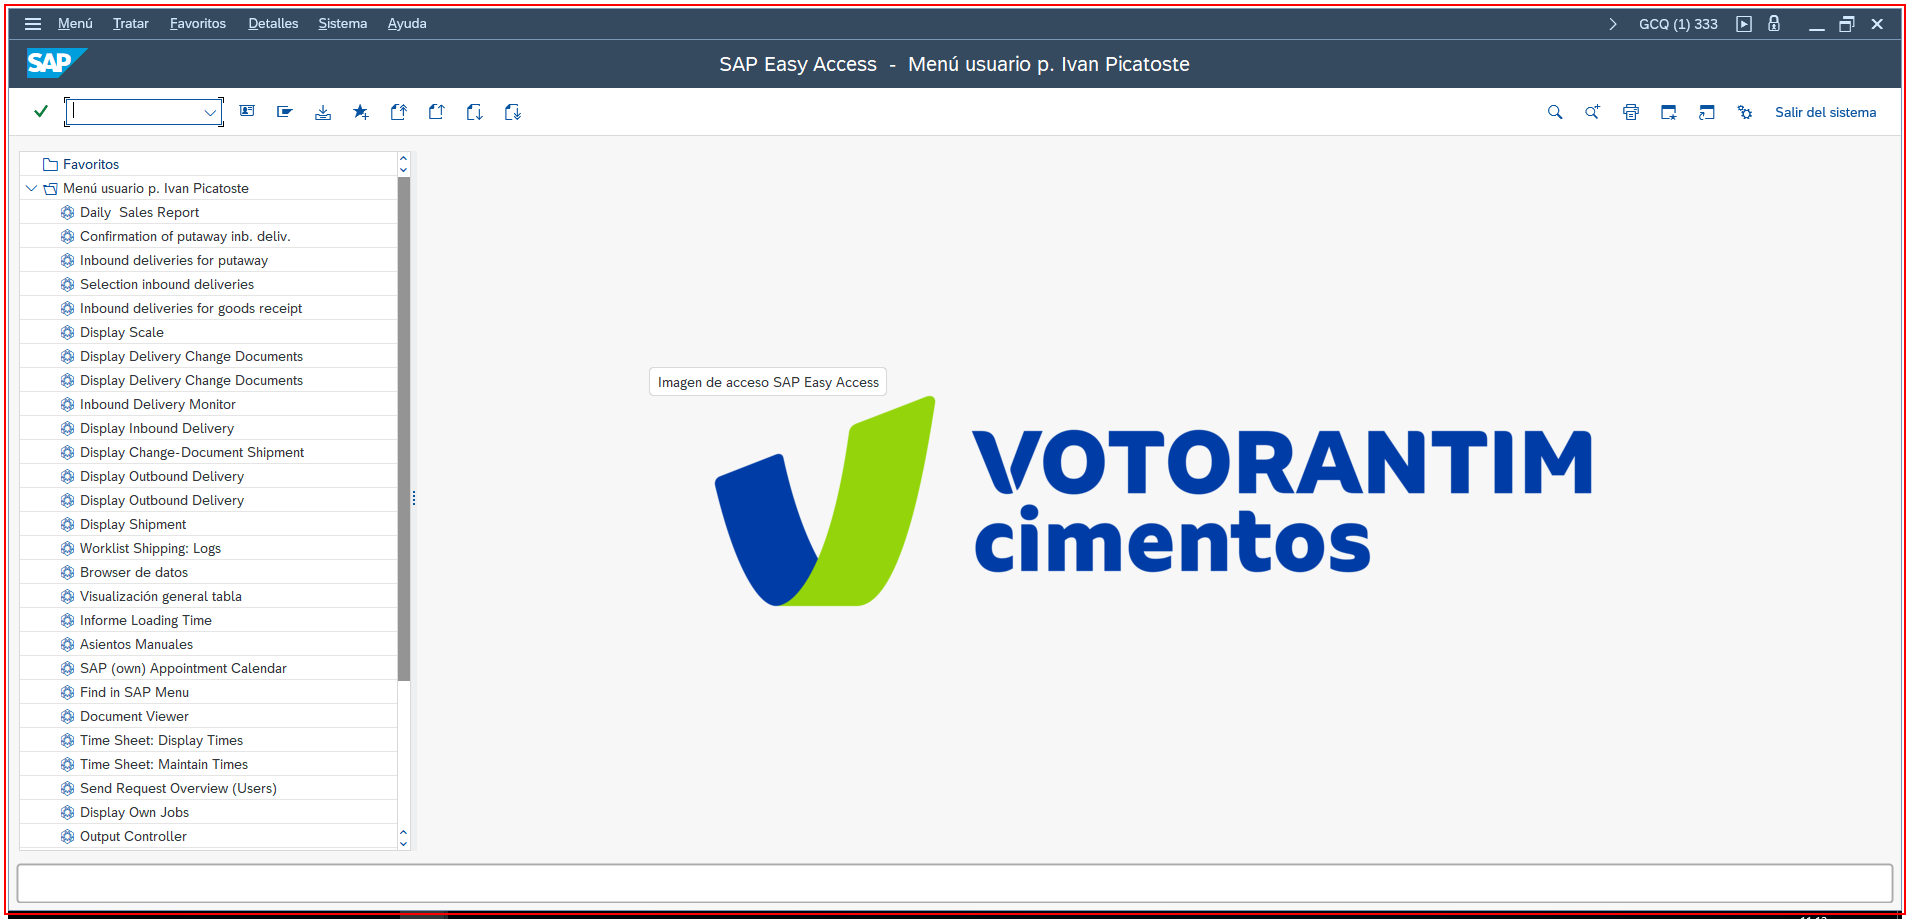 Menú Tratar Favoritos Detalles Sistema Ayuda GCQ (1) 333
SAP SAP Easy Access - Menú usuario p. Ivan Picatoste
Salir del sistema
Favoritos
Menú usuario p. Ivan Picatoste
Daily  Sales Report
Confirmation of putaway inb. deliv.
Inbound deliveries for putaway
Selection inbound deliveries
Inbound deliveries for goods receipt
Display Scale
Display Delivery Change Documents
Display Delivery Change Documents
Inbound Delivery Monitor
Display Inbound Delivery
Display Change-Document Shipment
Display Outbound Delivery
Display Outbound Delivery
Display Shipment
Worklist Shipping: Logs
Browser de datos
Visualización general tabla
Informe Loading Time
Asientos Manuales
SAP (own) Appointment Calendar
Find in SAP Menu
Document Viewer
Time Sheet: Display Times
Time Sheet: Maintain Times
Send Request Overview (Users)
Display Own Jobs
Output Controller
Imagen de acceso SAP Easy Access
VOTORANTIM
cimentos